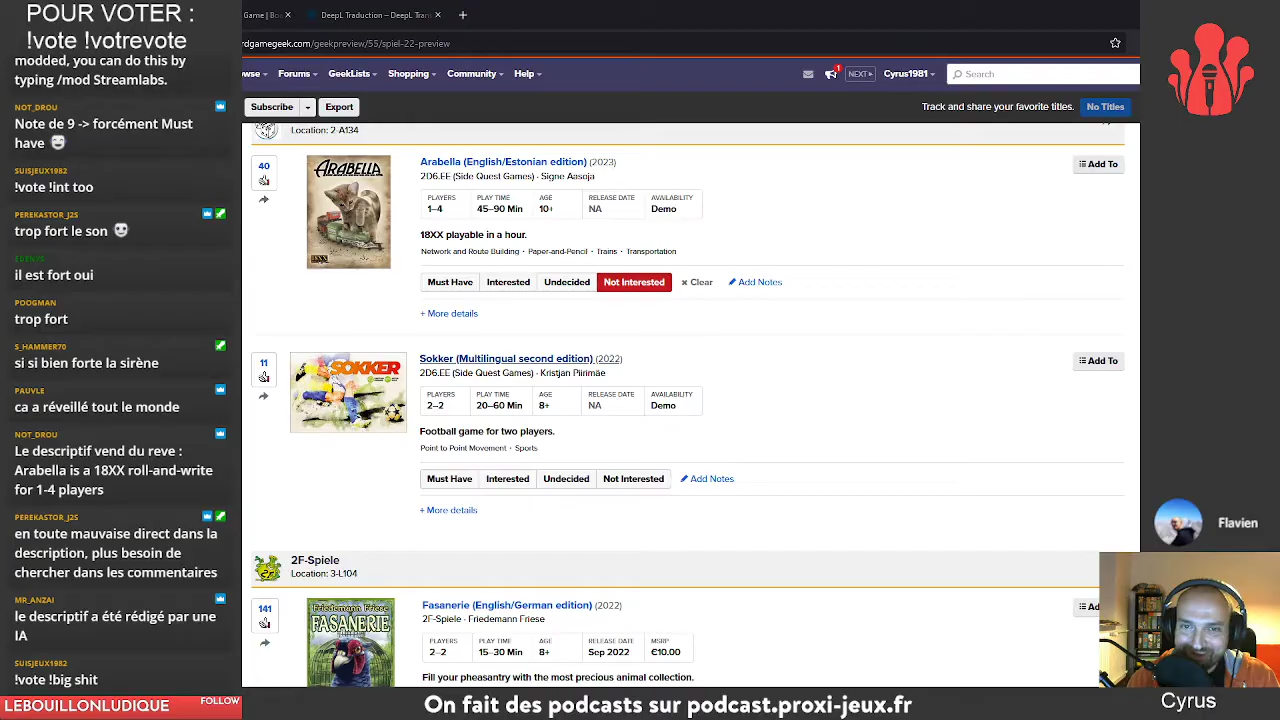 POUR VOTER :
!vote !votrevote
modded, you can do this by
typing /mod Streamlabs.
NOT_DROU
Note de 9 -> forcément Must
have
SUISJEUX1982
!vote !int too
PEREKASTOR_J2S
trop fort le son
il est fort oui
POOGMAN
trop fort
S_HAMMER70
si si bien forte la sirène
PAUVLE
ca a réveillé tout le monde
NOT_DROU
Le descriptif vend du reve :
Arabella is a 18XX roll-and-write
for 1-4 players
PEREKASTOR_J2S
en toute mauvaise direct dans la
description, plus besoin de
chercher dans les commentaires
MR_ANZAI
le descriptif a été rédigé par une
IA
SUISJEUX1982
!vote !big shit
LEBOUILLONLUDIQUE FOLLOW
Game | Bo
DeepL Traduction – DeepL Tran
rdgamegeek.com/geekpreview/55/spiel-22-preview
wse Forums GeekLists Shopping Community Help 1 NEXT Cyrus1981 Search
Subscribe Export Track and share your favorite titles. No Titles
Location: 2-A134
40
ARABELLA
Arabella (English/Estonian edition) (2023)
Add To
2D6.EE (Side Quest Games) · Signe Aasoja
PLAYERS PLAY TIME AGE RELEASE DATE AVAILABILITY
1–4 45–90 Min 10+ NA Demo
18XX playable in a hour.
Network and Route Building · Paper-and-Pencil · Trains · Transportation
Must Have Interested Undecided Not Interested Clear Add Notes
+ More details
11
SOKKER
Sokker (Multilingual second edition) (2022)
Add To
2D6.EE (Side Quest Games) · Kristjan Piirimäe
PLAYERS PLAY TIME AGE RELEASE DATE AVAILABILITY
2–2 20–60 Min 8+ NA Demo
Football game for two players.
Point to Point Movement · Sports
Must Have Interested Undecided Not Interested Add Notes
+ More details
2F-Spiele
Location: 3-L104
141
Friedemann Friese
FASANERIE
Fasanerie (English/German edition) (2022)
Ad
2F-Spiele · Friedemann Friese
PLAYERS PLAY TIME AGE RELEASE DATE MSRP
2–2 15–30 Min 8+ Sep 2022 €10.00
Fill your pheasantry with the most precious animal collection.
Flavien
On fait des podcasts sur podcast.proxi-jeux.fr
Cyrus